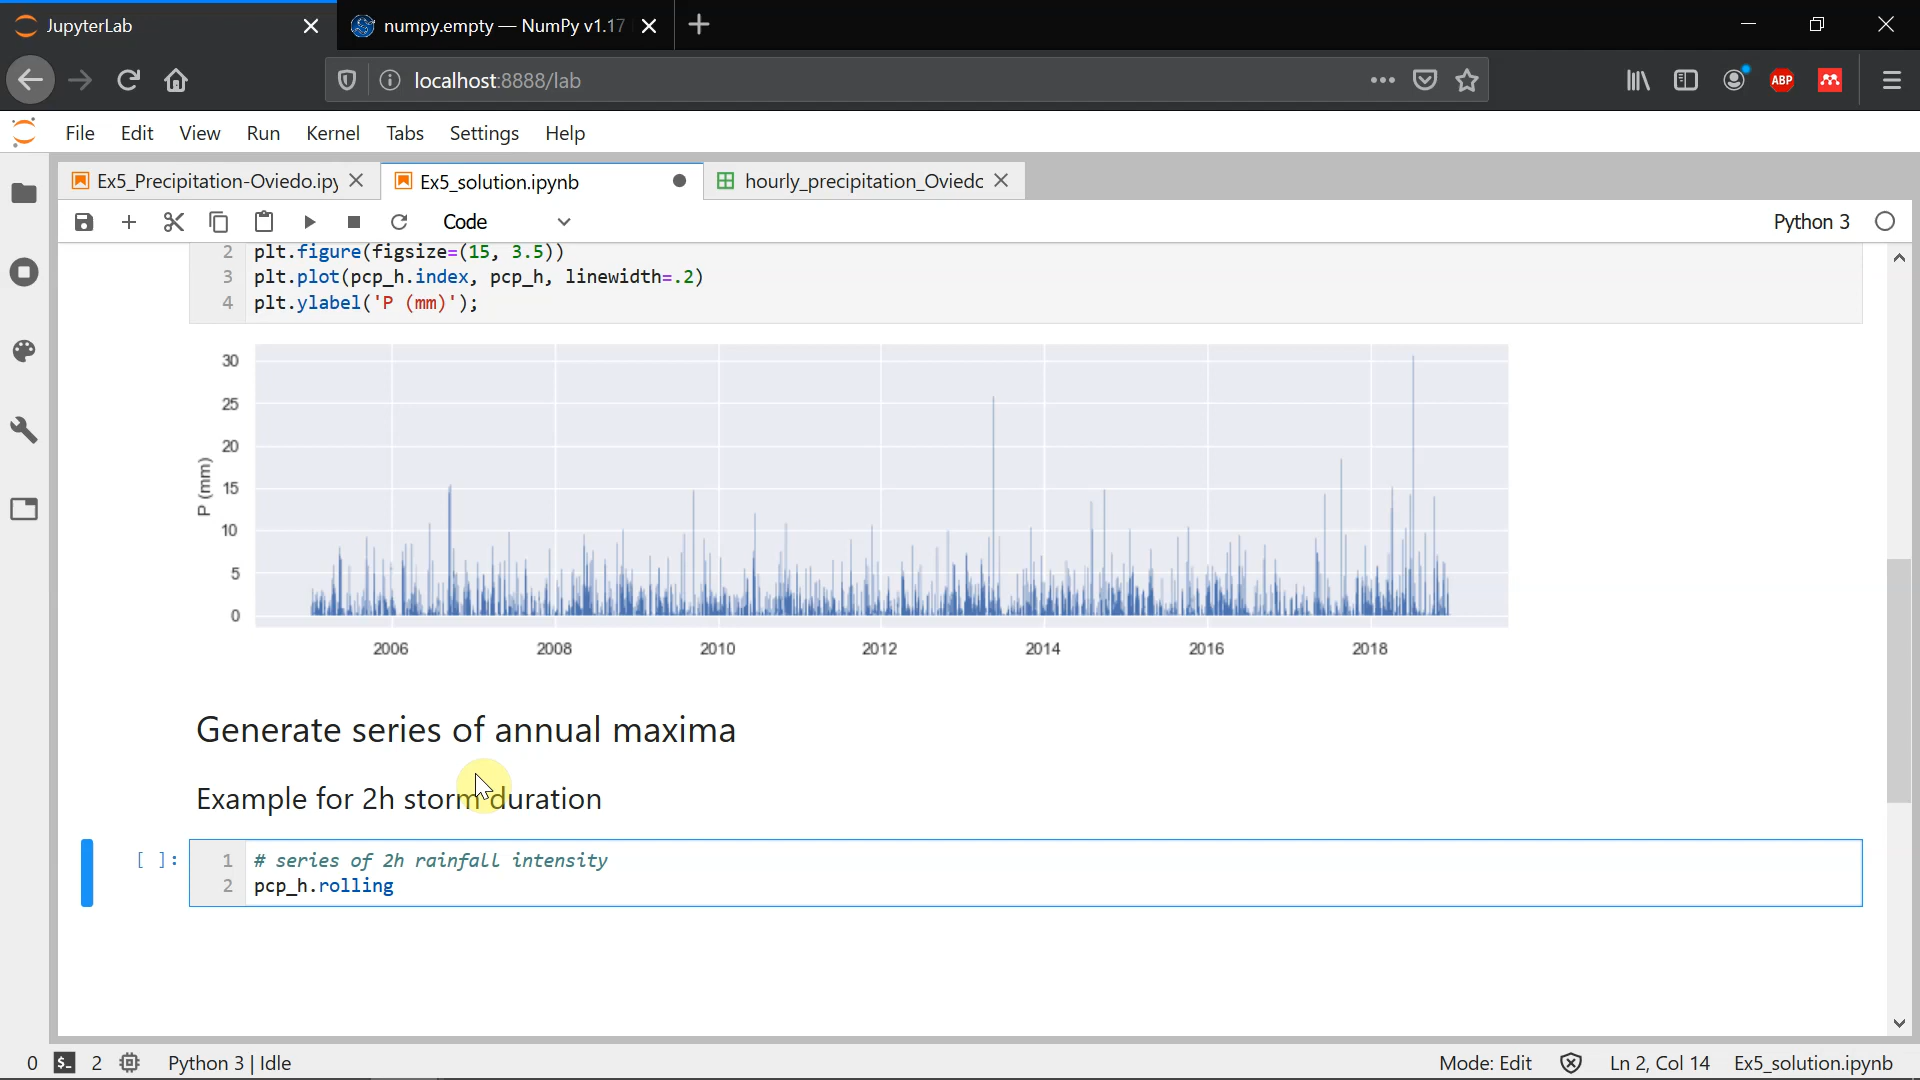 JupyterLab
numpy.empty — NumPy v1.17
localhost:8888/lab
ABP
File Edit View Run Kernel Tabs Settings Help
Ex5_Precipitation-Oviedo.ipy
Ex5_solution.ipynb
hourly_precipitation_Oviedo
Code
Python 3
2 plt.figure(figsize=(15, 3.5))
3 plt.plot(pcp_h.index, pcp_h, linewidth=.2)
4 plt.ylabel('P (mm)');
30
25
20
15
10
5
0
P (mm)
2006 2008 2010 2012 2014 2016 2018
Generate series of annual maxima
Example for 2h storm duration
[ ]:
1 # series of 2h rainfall intensity
2 pcp_h.rolling
0 $_ 2 Python 3 | Idle Mode: Edit Ln 2, Col 14 Ex5_solution.ipynb